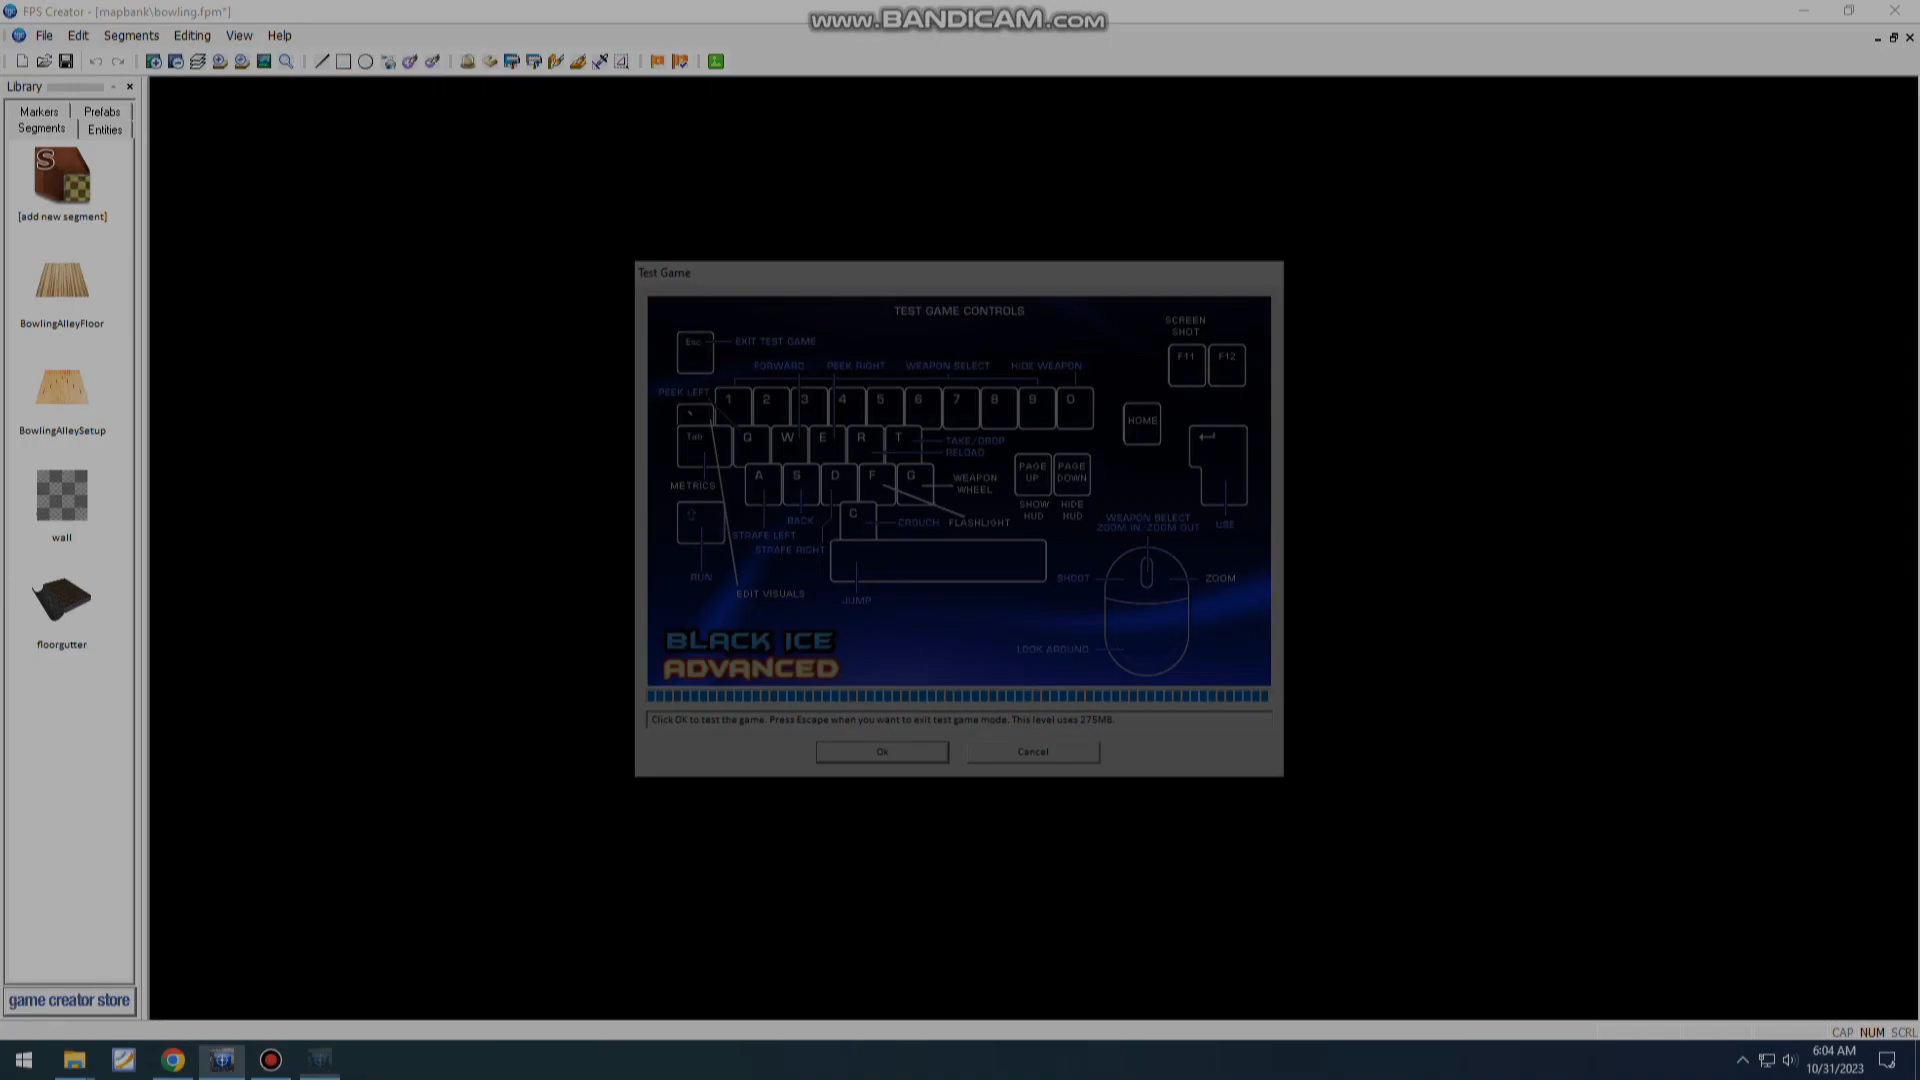 FPS Creator - [mapbank\bowling.fpm*]
www.BANDICAM.com
File Edit Segments Editing View Help
Library
Markers Prefabs
Segments Entities
S
[add new segment]
BowlingAlleyFloor
BowlingAlleySetup
wall
floorgutter
game creator store
Test Game
TEST GAME CONTROLS
SCREEN
SHOT
Esc EXIT TEST GAME
F11 F12
FORWARD PEEK RIGHT WEAPON SELECT HIDE WEAPON
PEEK LEFT
1 2 3 4 5 6 7 8 9 0
HOME
Tab Q W E R T
TAKE/DROP
RELOAD
METRICS
A S D F G
WEAPON
WHEEL
PAGE
UP
PAGE
DOWN
SHOW
HUD
HIDE
HUD
C CROUCH FLASHLIGHT
BACK
STRAFE LEFT
STRAFE RIGHT
WEAPON SELECT
ZOOM IN/ZOOM OUT
USE
RUN
EDIT VISUALS
JUMP
SHOOT
ZOOM
LOOK AROUND
BLACK ICE
ADVANCED
Click OK to test the game. Press Escape when you want to exit test game mode. This level uses 275MB.
Ok Cancel
CAP NUM SCRL
6:04 AM
10/31/2023